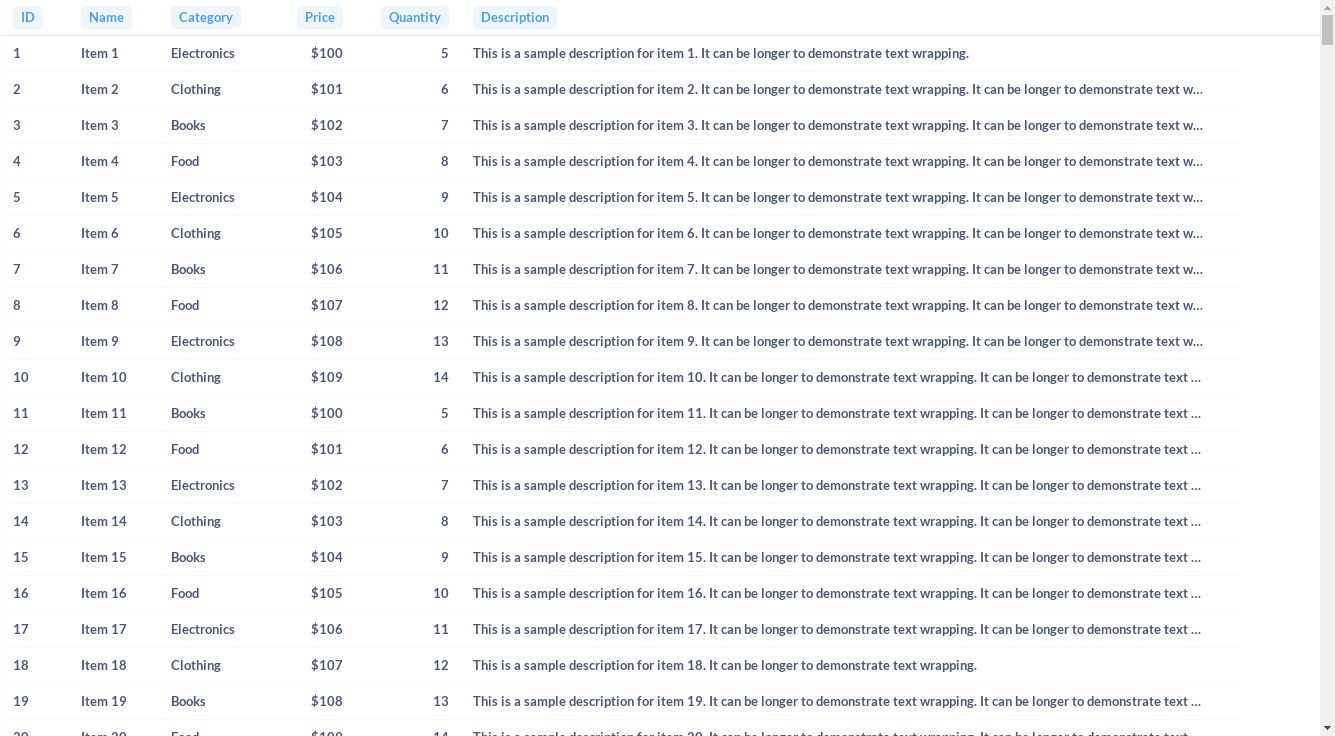 ID Name Category Price Quantity Description
1 Item 1 Electronics $100 5 This is a sample description for item 1. It can be longer to demonstrate text wrapping.
2 Item 2 Clothing $101 6 This is a sample description for item 2. It can be longer to demonstrate text wrapping. It can be longer to demonstrate text w...
3 Item 3 Books $102 7 This is a sample description for item 3. It can be longer to demonstrate text wrapping. It can be longer to demonstrate text w...
4 Item 4 Food $103 8 This is a sample description for item 4. It can be longer to demonstrate text wrapping. It can be longer to demonstrate text w...
5 Item 5 Electronics $104 9 This is a sample description for item 5. It can be longer to demonstrate text wrapping. It can be longer to demonstrate text w...
6 Item 6 Clothing $105 10 This is a sample description for item 6. It can be longer to demonstrate text wrapping. It can be longer to demonstrate text w...
7 Item 7 Books $106 11 This is a sample description for item 7. It can be longer to demonstrate text wrapping. It can be longer to demonstrate text w...
8 Item 8 Food $107 12 This is a sample description for item 8. It can be longer to demonstrate text wrapping. It can be longer to demonstrate text w...
9 Item 9 Electronics $108 13 This is a sample description for item 9. It can be longer to demonstrate text wrapping. It can be longer to demonstrate text w...
10 Item 10 Clothing $109 14 This is a sample description for item 10. It can be longer to demonstrate text wrapping. It can be longer to demonstrate text ...
11 Item 11 Books $100 5 This is a sample description for item 11. It can be longer to demonstrate text wrapping. It can be longer to demonstrate text ...
12 Item 12 Food $101 6 This is a sample description for item 12. It can be longer to demonstrate text wrapping. It can be longer to demonstrate text ...
13 Item 13 Electronics $102 7 This is a sample description for item 13. It can be longer to demonstrate text wrapping. It can be longer to demonstrate text ...
14 Item 14 Clothing $103 8 This is a sample description for item 14. It can be longer to demonstrate text wrapping. It can be longer to demonstrate text ...
15 Item 15 Books $104 9 This is a sample description for item 15. It can be longer to demonstrate text wrapping. It can be longer to demonstrate text ...
16 Item 16 Food $105 10 This is a sample description for item 16. It can be longer to demonstrate text wrapping. It can be longer to demonstrate text ...
17 Item 17 Electronics $106 11 This is a sample description for item 17. It can be longer to demonstrate text wrapping. It can be longer to demonstrate text ...
18 Item 18 Clothing $107 12 This is a sample description for item 18. It can be longer to demonstrate text wrapping.
19 Item 19 Books $108 13 This is a sample description for item 19. It can be longer to demonstrate text wrapping. It can be longer to demonstrate text ...